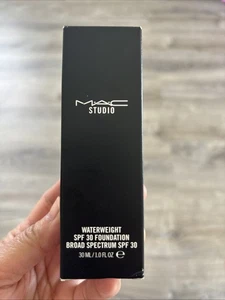 MAC
STUDIO
WATERWEIGHT
SPF 30 FOUNDATION
BROAD SPECTRUM SPF 30
30 ML / 1.0 FL OZ ℮